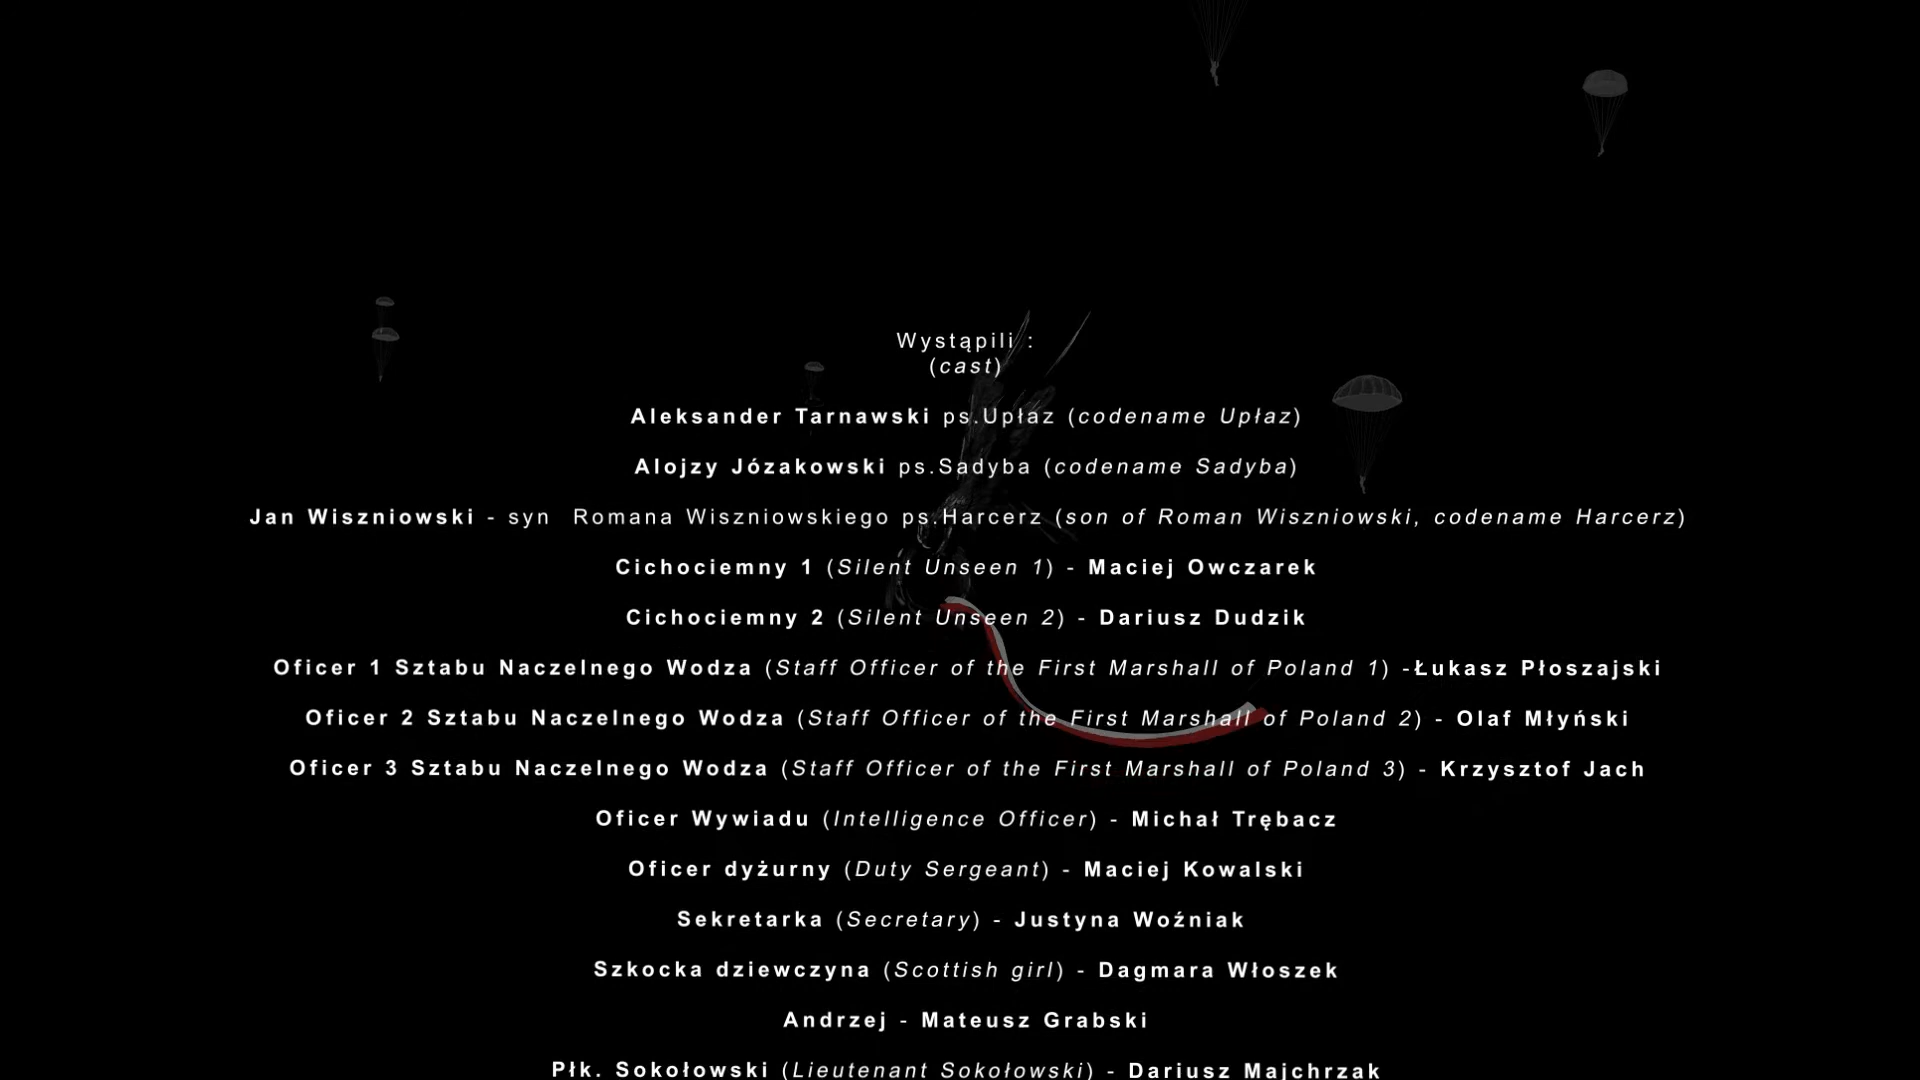 Wystąpili :
(cast)
Aleksander Tarnawski ps.Upłaz (codename Upłaz)
Alojzy Józakowski ps.Sadyba (codename Sadyba)
Jan Wiszniowski - syn  Romana Wiszniowskiego ps.Harcerz (son of Roman Wiszniowski, codename Harcerz)
Cichociemny 1 (Silent Unseen 1) - Maciej Owczarek
Cichociemny 2 (Silent Unseen 2) - Dariusz Dudzik
Oficer 1 Sztabu Naczelnego Wodza (Staff Officer of the First Marshall of Poland 1) -Łukasz Płoszajski
Oficer 2 Sztabu Naczelnego Wodza (Staff Officer of the First Marshall of Poland 2) - Olaf Młyński
Oficer 3 Sztabu Naczelnego Wodza (Staff Officer of the First Marshall of Poland 3) - Krzysztof Jach
Oficer Wywiadu (Intelligence Officer) - Michał Trębacz
Oficer dyżurny (Duty Sergeant) - Maciej Kowalski
Sekretarka (Secretary) - Justyna Woźniak
Szkocka dziewczyna (Scottish girl) - Dagmara Włoszek
Andrzej - Mateusz Grabski
Płk. Sokołowski (Lieutenant Sokołowski) - Dariusz Majchrzak